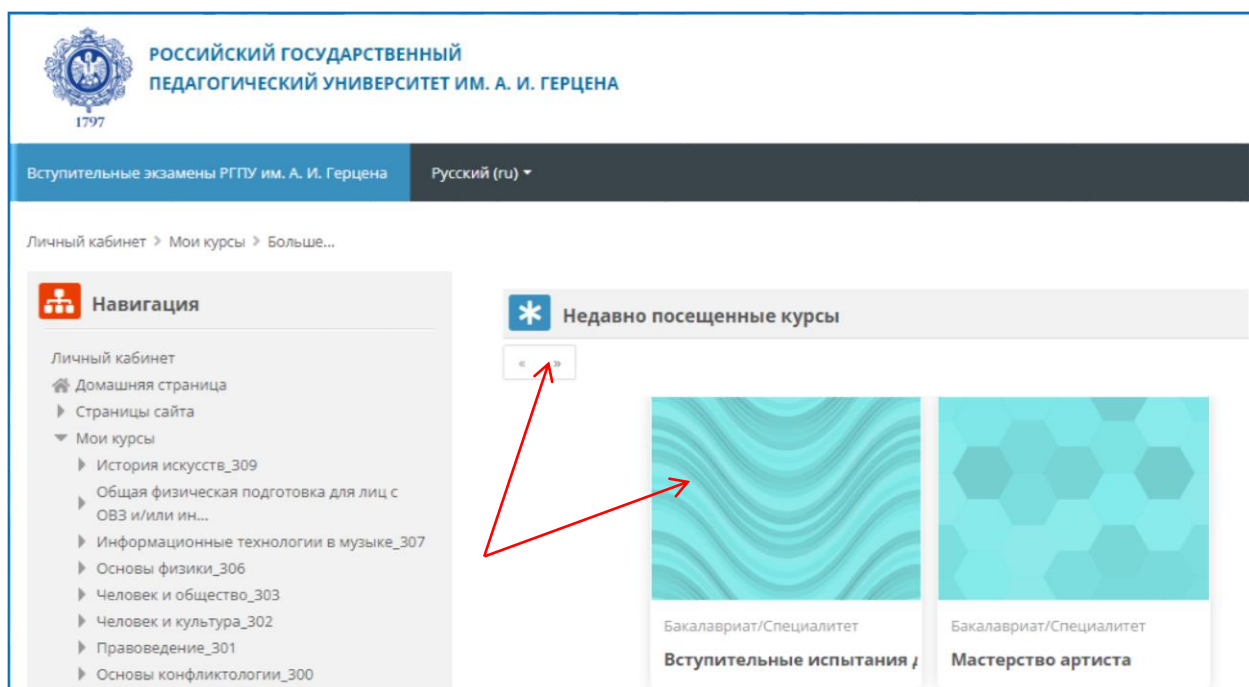 РОССИЙСКИЙ ГОСУДАРСТВЕННЫЙ
ПЕДАГОГИЧЕСКИЙ УНИВЕРСИТЕТ ИМ. А. И. ГЕРЦЕНА
1797
Вступительные экзамены РГПУ им. А. И. Герцена
Русский (ru)
Личный кабинет > Мои курсы > Больше...
Навигация
Личный кабинет
Домашняя страница
Страницы сайта
Мои курсы
История искусств_309
Общая физическая подготовка для лиц с
ОВЗ и/или ин...
Информационные технологии в музыке_307
Основы физики_306
Человек и общество_303
Человек и культура_302
Правоведение_301
Основы конфликтологии_300
Недавно посещенные курсы
« »
Бакалавриат/Специалитет
Вступительные испытания д
Бакалавриат/Специалитет
Мастерство артиста